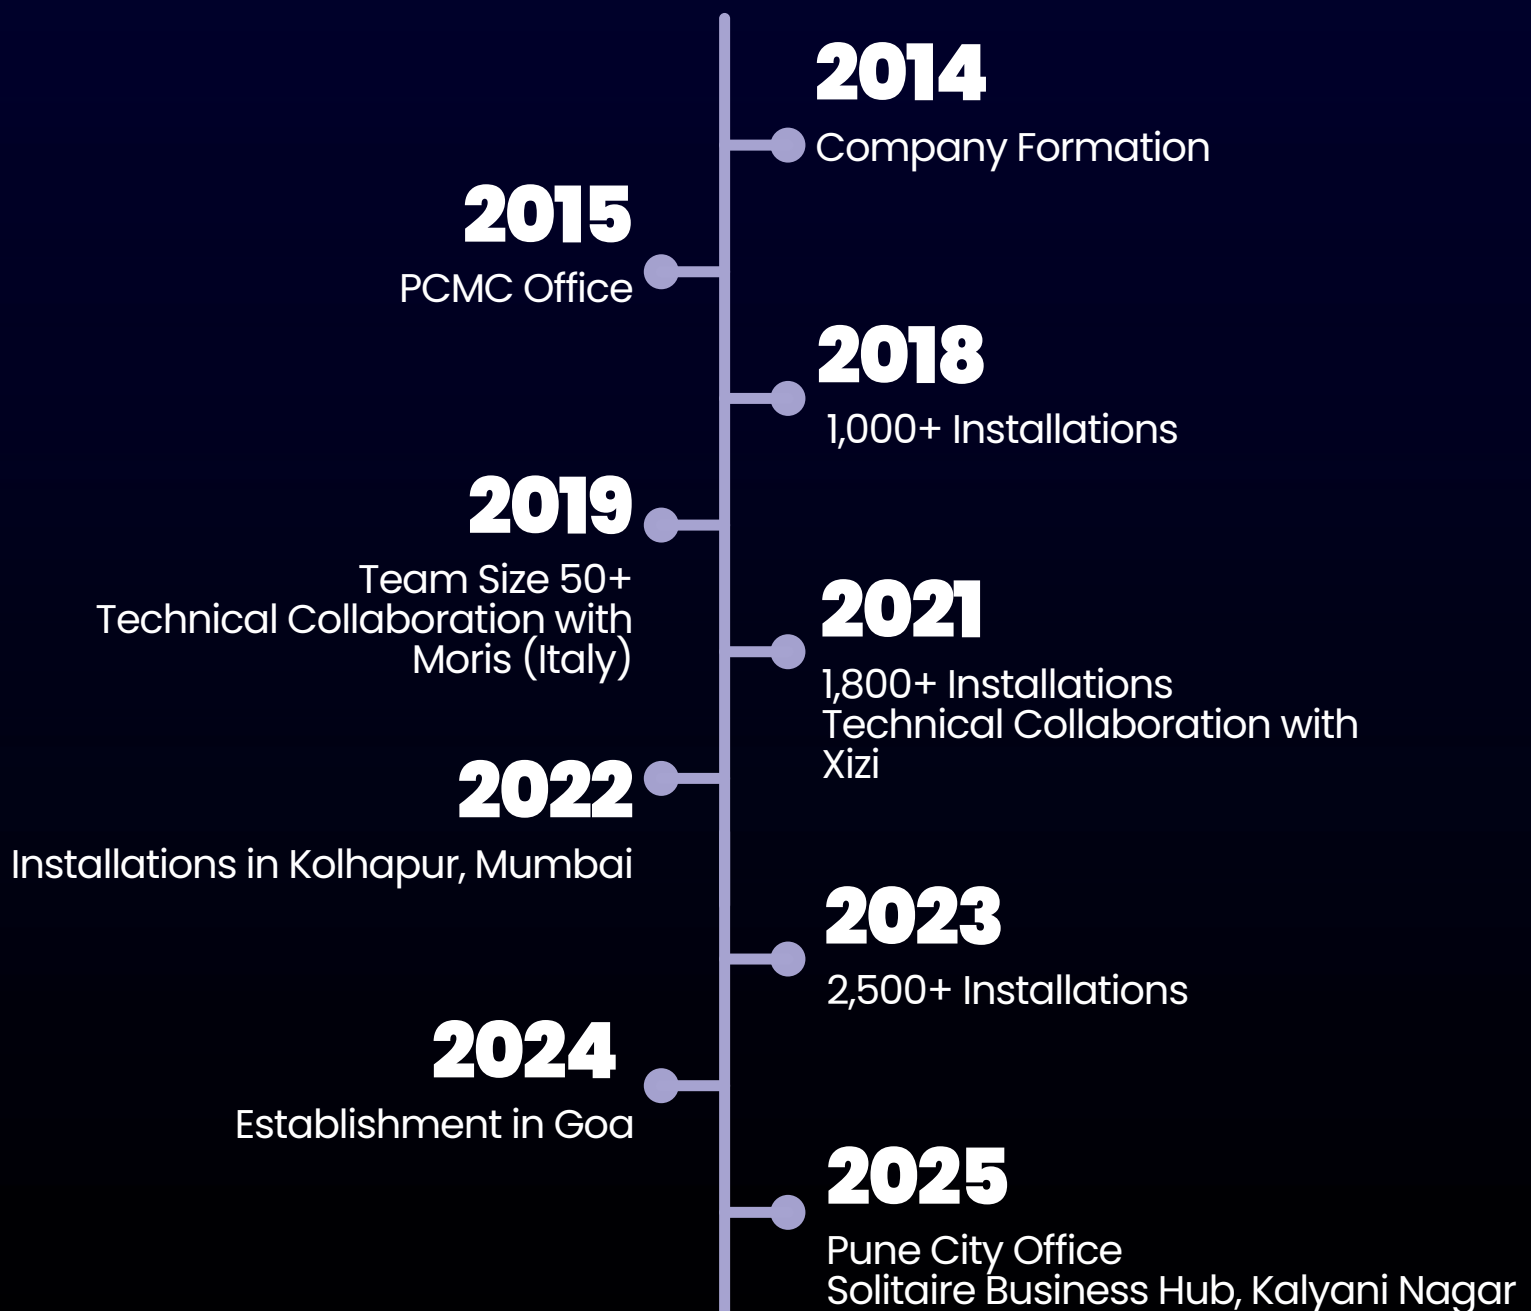 2014
Company Formation
2015
PCMC Office
2018
1,000+ Installations
2019
Team Size 50+
Technical Collaboration with
Moris (Italy)
2021
1,800+ Installations
Technical Collaboration with
Xizi
2022
Installations in Kolhapur, Mumbai
2023
2,500+ Installations
2024
Establishment in Goa
2025
Pune City Office
Solitaire Business Hub, Kalyani Nagar